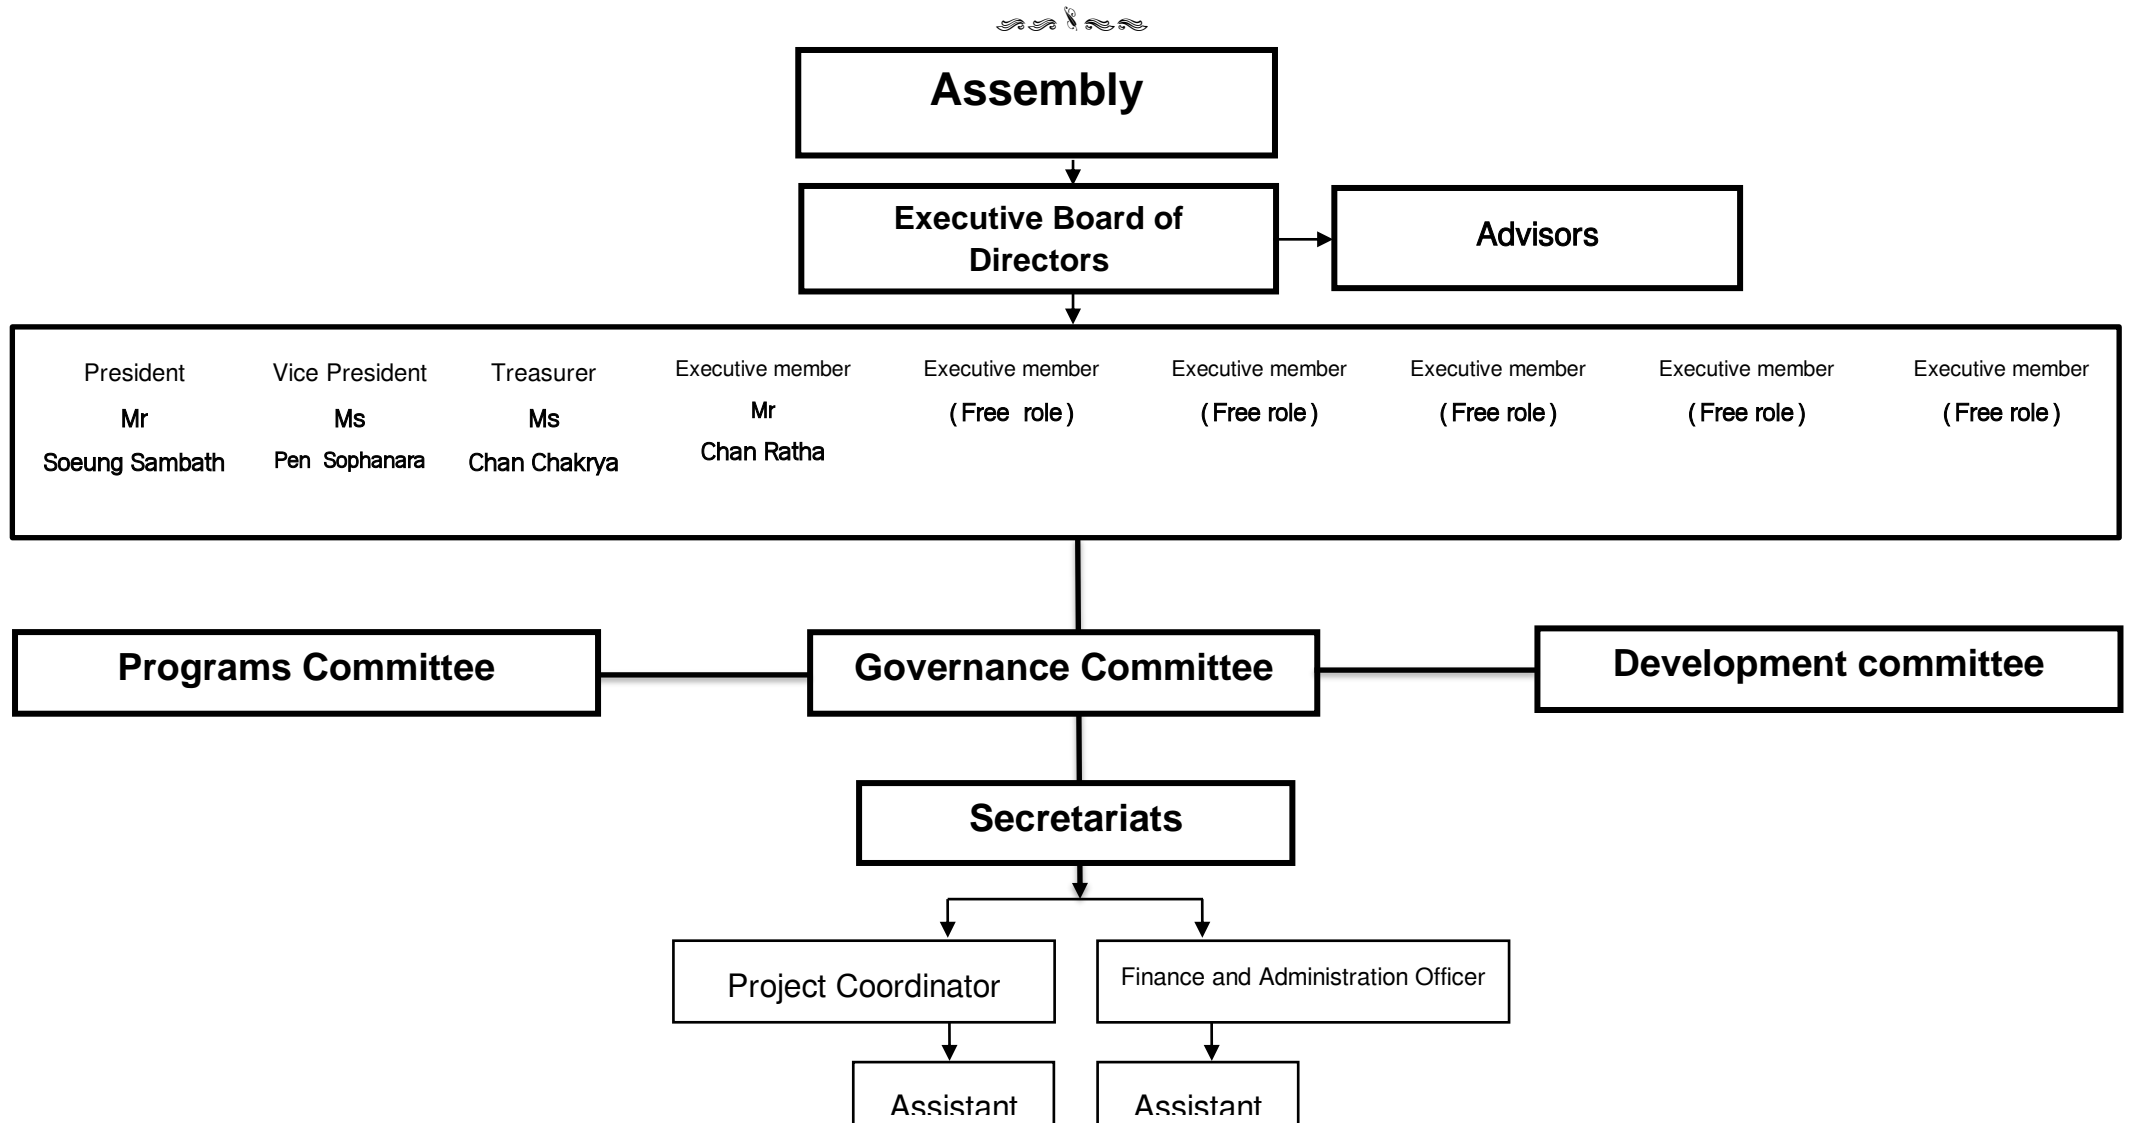 Assembly
Executive Board of
Directors
Advisors
President
Mr
Soeung Sambath
Vice President
Ms
Pen Sophanara
Treasurer
Ms
Chan Chakrya
Executive member
Mr
Chan Ratha
Executive member
(Free role)
Executive member
(Free role)
Executive member
(Free role)
Executive member
(Free role)
Executive member
(Free role)
Programs Committee
Governance Committee
Development committee
Secretariats
Project Coordinator
Finance and Administration Officer
Assistant
Assistant